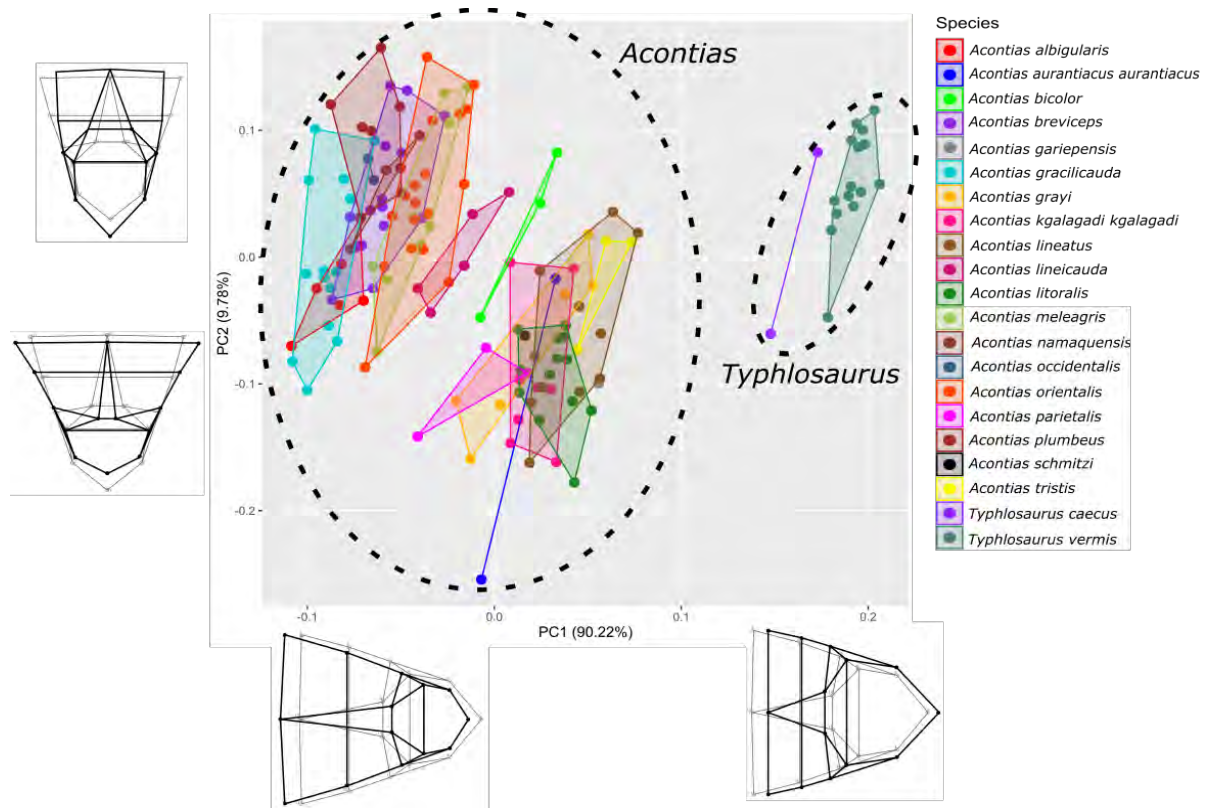 Acontias
Typhlosaurus
0.1
0.0
-0.1
-0.2
PC2 (9.78%)
-0.1
0.0
0.1
0.2
PC1 (90.22%)
Species
Acontias albigularis
Acontias aurantiacus aurantiacus
Acontias bicolor
Acontias breviceps
Acontias gariepensis
Acontias gracilicauda
Acontias grayi
Acontias kgalagadi kgalagadi
Acontias lineatus
Acontias lineicauda
Acontias litoralis
Acontias meleagris
Acontias namaquensis
Acontias occidentalis
Acontias orientalis
Acontias parietalis
Acontias plumbeus
Acontias schmitzi
Acontias tristis
Typhlosaurus caecus
Typhlosaurus vermis